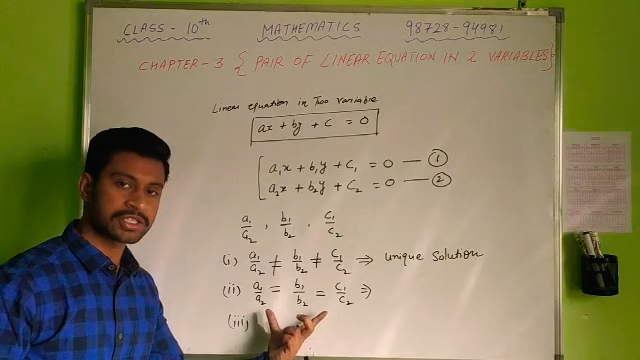 CLASS - 10th MATHEMATICS 98728-94981
CHAPTER-3 { PAIR OF LINEAR EQUATION IN 2 VARIABLES }
Linear equation in Two Variable
ax + by + c = 0
a₁x + b₁y + c₁ = 0 — ①
a₂x + b₂y + c₂ = 0 — ②
a₁/a₂ , b₁/b₂ , c₁/c₂
(i) a₁/a₂ ≠ b₁/b₂ ≠ c₁/c₂ ⇒ unique solution
(ii) a₁/a₂ = b₁/b₂ = c₁/c₂ ⇒
(iii)